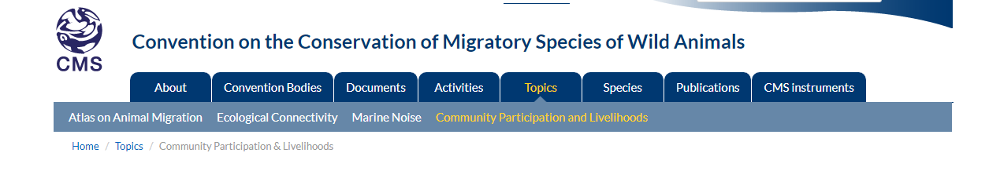 CMS
Convention on the Conservation of Migratory Species of Wild Animals
About Convention Bodies Documents Activities Topics Species Publications CMS instruments
Atlas on Animal Migration Ecological Connectivity Marine Noise Community Participation and Livelihoods
Home / Topics / Community Participation & Livelihoods